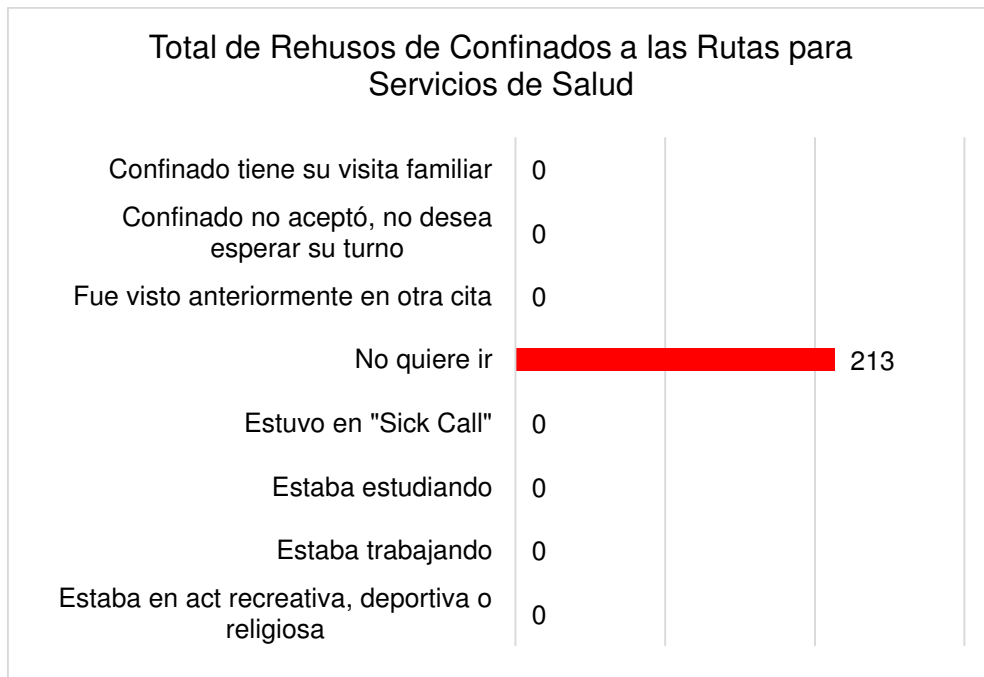 Total de Rehusos de Confinados a las Rutas para
Servicios de Salud
Confinado tiene su visita familiar 0
Confinado no aceptó, no desea
esperar su turno 0
Fue visto anteriormente en otra cita 0
No quiere ir 213
Estuvo en "Sick Call" 0
Estaba estudiando 0
Estaba trabajando 0
Estaba en act recreativa, deportiva o
religiosa 0